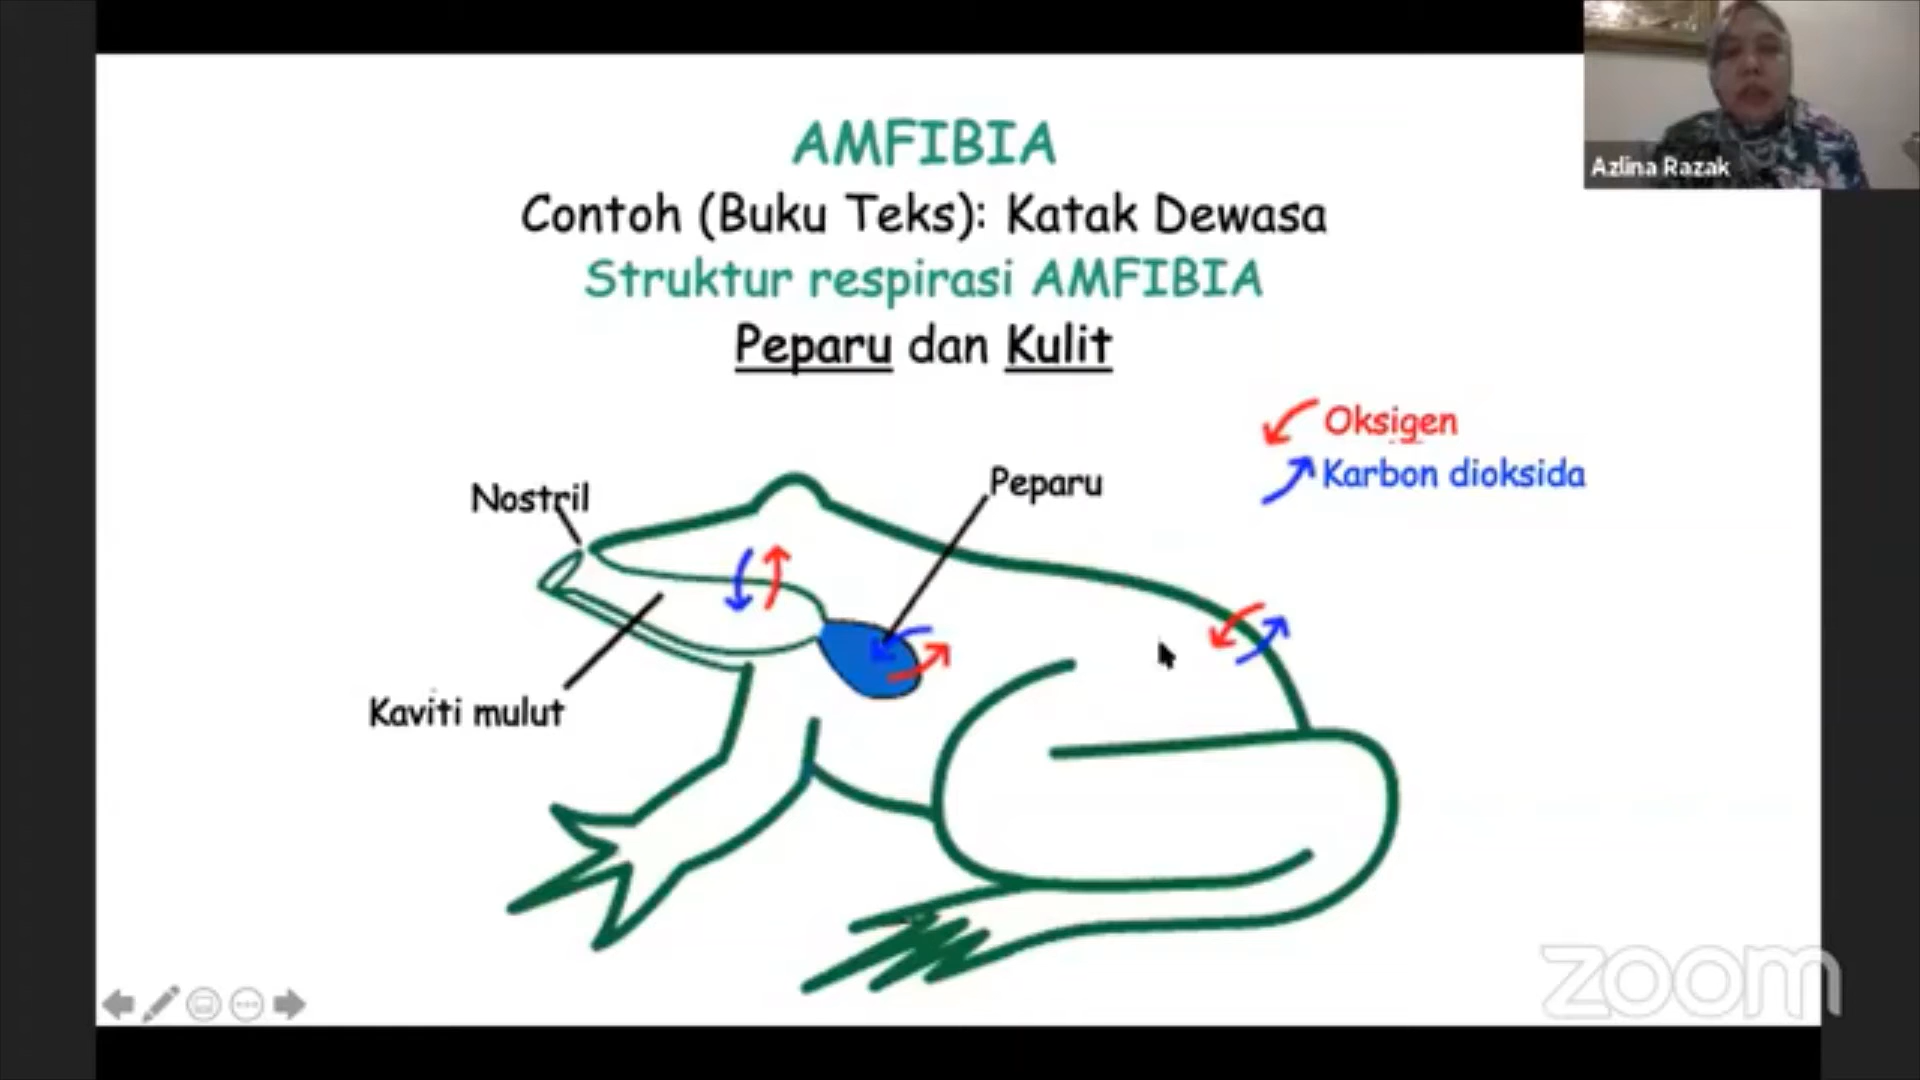 AMFIBIA
Contoh (Buku Teks): Katak Dewasa
Struktur respirasi AMFIBIA
Peparu dan Kulit
Oksigen
Karbon dioksida
Nostril
Peparu
Kaviti mulut
Azlina Razak
zoom